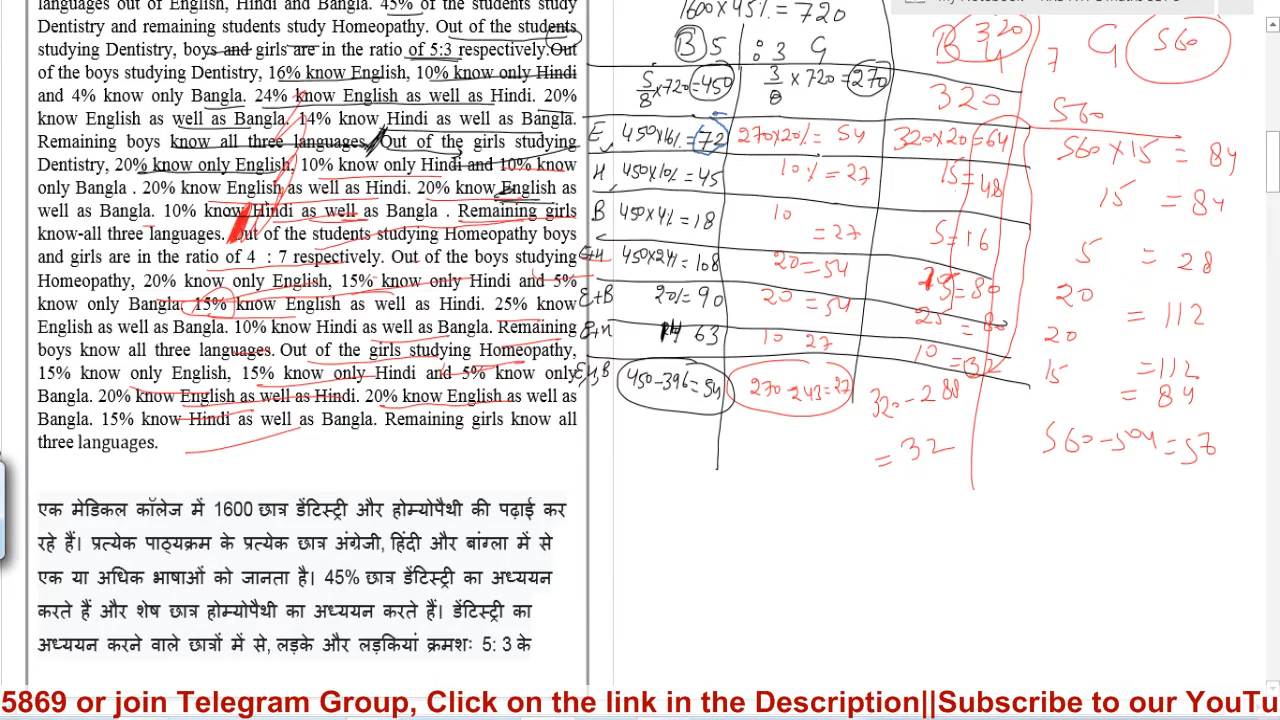 languages out of English, Hindi and Bangla. 45% of the students study
Dentistry and remaining students study Homeopathy. Out of the students
studying Dentistry, boys and girls are in the ratio of 5:3 respectively.Out
of the boys studying Dentistry, 16% know English, 10% know only Hindi
and 4% know only Bangla. 24% know English as well as Hindi. 20%
know English as well as Bangla. 14% know Hindi as well as Bangla.
Remaining boys know all three languages. Out of the girls studying
Dentistry, 20% know only English, 10% know only Hindi and 10% know
only Bangla . 20% know English as well as Hindi. 20% know English as
well as Bangla. 10% know Hindi as well as Bangla . Remaining girls
know-all three languages. Out of the students studying Homeopathy boys
and girls are in the ratio of 4 : 7 respectively. Out of the boys studying
Homeopathy, 20% know only English, 15% know only Hindi and 5%
know only Bangla. 15% know English as well as Hindi. 25% know
English as well as Bangla. 10% know Hindi as well as Bangla. Remaining
boys know all three languages. Out of the girls studying Homeopathy,
15% know only English, 15% know only Hindi and 5% know only
Bangla. 20% know English as well as Hindi. 20% know English as well as
Bangla. 15% know Hindi as well as Bangla. Remaining girls know all
three languages.
एक मेडिकल कॉलेज में 1600 छात्र डेंटिस्ट्री और होम्योपैथी की पढ़ाई कर
रहे हैं। प्रत्येक पाठ्यक्रम के प्रत्येक छात्र अंग्रेजी, हिंदी और बांग्ला में से
एक या अधिक भाषाओं को जानता है। 45% छात्र डेंटिस्ट्री का अध्ययन
करते हैं और शेष छात्र होम्योपैथी का अध्ययन करते हैं। डेंटिस्ट्री का
अध्ययन करने वाले छात्रों में से, लड़के और लड़कियां क्रमशः 5: 3 के
1600×45%=720
B 5 : 3 G
5/8×720=450 3/8×720=270
B 320 4 7 G 560
320 560
E 450×16%=72 270×20%=54 320×20=64 560×15=84
H 450×10%=45 10%=27 15=48 15=84
B 450×4%=18 10=27 5=16 5=28
E+H 450×24=108 20=54 20=112
E+B 20%=90 20=54 25=80 20=112
14 63 10 27 10=32 15=84
450-396=54 270-243=27 320-288=32 560-504=56
5869 or join Telegram Group, Click on the link in the Description||Subscribe to our YouTu